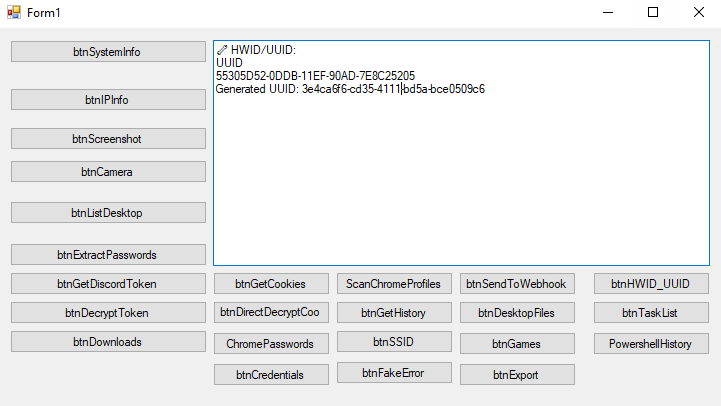 Form1
btnSystemInfo
btnIPInfo
btnScreenshot
btnCamera
btnListDesktop
btnExtractPasswords
btnGetDiscordToken
btnDecryptToken
btnDownloads
HWID/UUID:
UUID
55305D52-0DDB-11EF-90AD-7E8C25205
Generated UUID: 3e4ca6f6-cd35-4111-bd5a-bce0509c6
btnGetCookies
ScanChromeProfiles
btnSendToWebhook
btnHWID_UUID
btnDirectDecryptCoo
btnGetHistory
btnDesktopFiles
btnTaskList
ChromePasswords
btnSSID
btnGames
PowershellHistory
btnCredentials
btnFakeError
btnExport